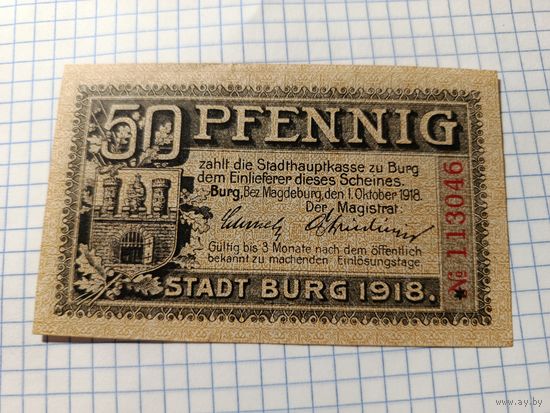 50 PFENNIG
zahlt die Stadthauptkasse zu Burg
dem Einlieferer dieses Scheines.
Burg, Bez. Magdeburg, den 1. Oktober 1918.
Der Magistrat:
Gültig bis 3 Monate nach dem öffentlich
bekannt zu machenden Einlösungstage.
STADT BURG 1918.
№ 113046
www.ay.by